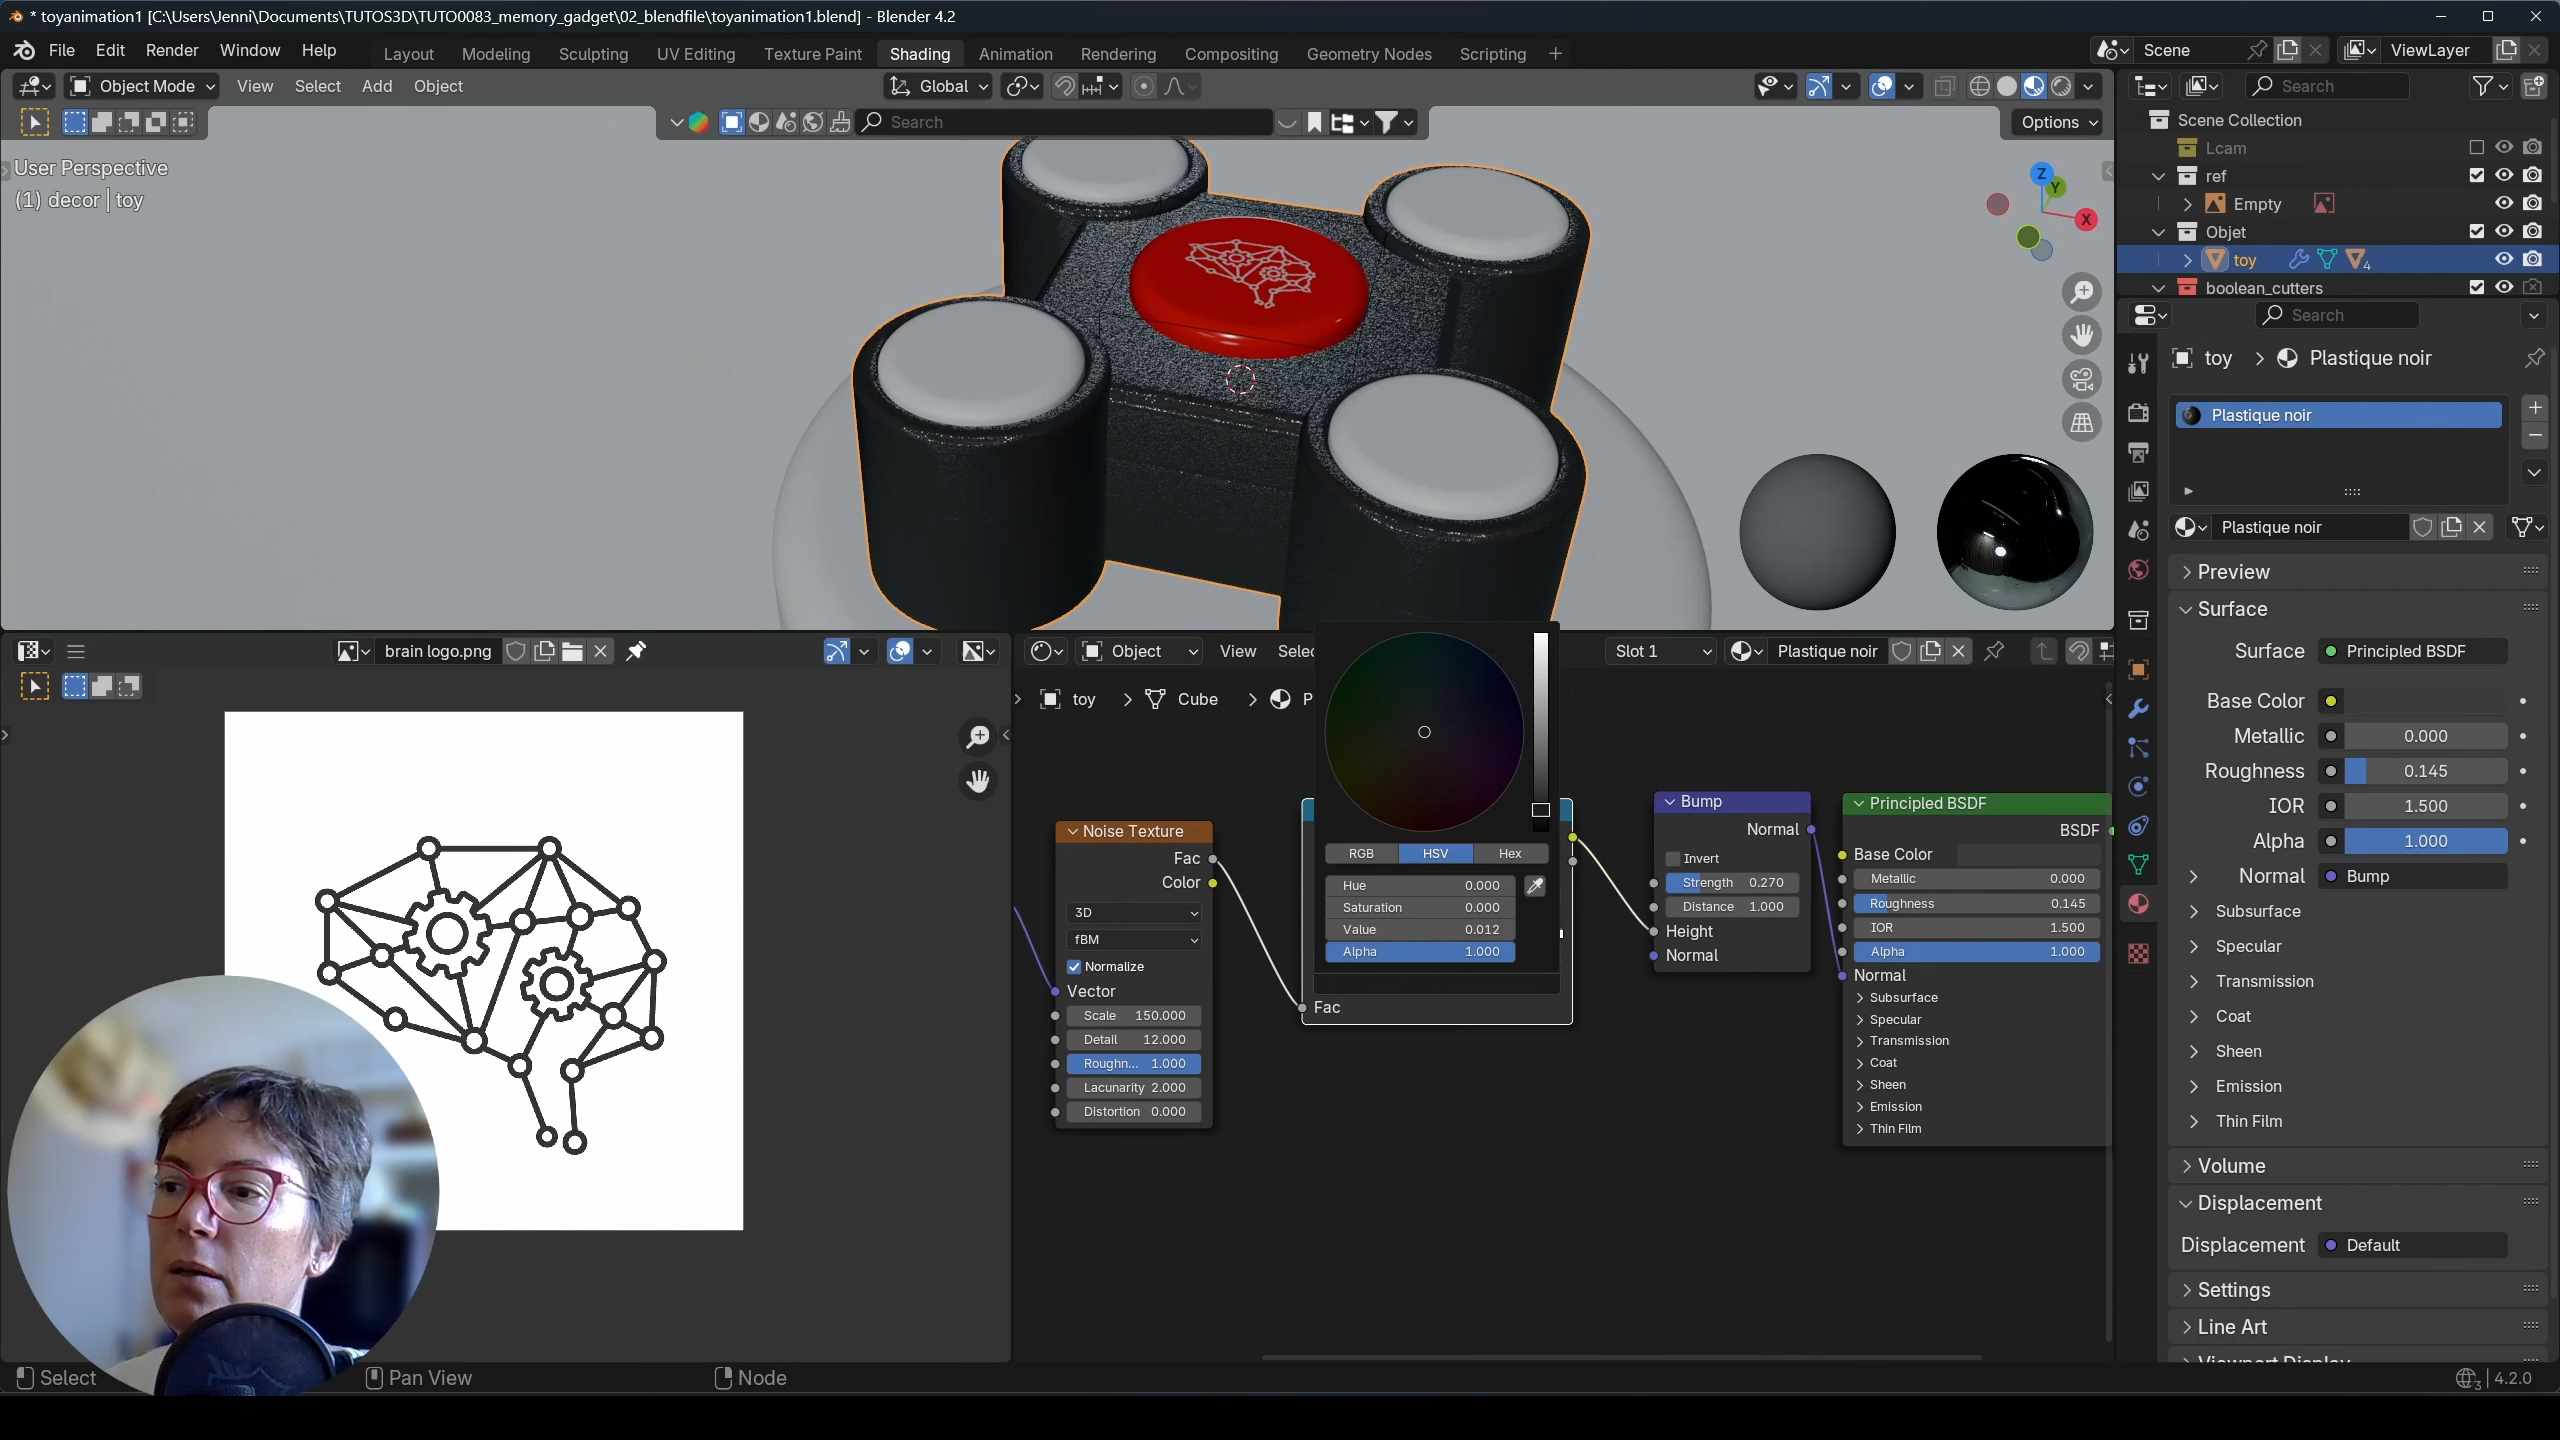 * toyanimation1 [C:\Users\Jenni\Documents\TUTOS3D\TUTO0083_memory_gadget\02_blendfile\toyanimation1.blend] - Blender 4.2
File Edit Render Window Help Layout Modeling Sculpting UV Editing Texture Paint Shading Animation Rendering Compositing Geometry Nodes Scripting
Scene ViewLayer
Object Mode View Select Add Object Global
Search
Search Options
User Perspective
(1) decor | toy
Z
Y
X
Scene Collection
Lcam
ref
Empty
Objet
toy 4
boolean_cutters
Search
toy > Plastique noir
Plastique noir
Plastique noir
Preview
Surface
Surface Principled BSDF
Base Color
Metallic 0.000
Roughness 0.145
IOR 1.500
Alpha 1.000
Normal Bump
Subsurface
Specular
Transmission
Coat
Sheen
Emission
Thin Film
Volume
Displacement
Displacement Default
Settings
Line Art
Viewport Display
brain logo.png
Object View Slot 1 Plastique noir
toy > Cube >
Noise Texture
Fac
Color
3D
fBM
Normalize
Vector
Scale 150.000
Detail 12.000
Roughn... 1.000
Lacunarity 2.000
Distortion 0.000
RGB HSV Hex
Hue 0.000
Saturation 0.000
Value 0.012
Alpha 1.000
Fac
Bump
Normal
Invert
Strength 0.270
Distance 1.000
Height
Normal
Principled BSDF
BSDF
Base Color
Metallic 0.000
Roughness 0.145
IOR 1.500
Alpha 1.000
Normal
Subsurface
Specular
Transmission
Coat
Sheen
Emission
Thin Film
Select Pan View Node
3 4.2.0